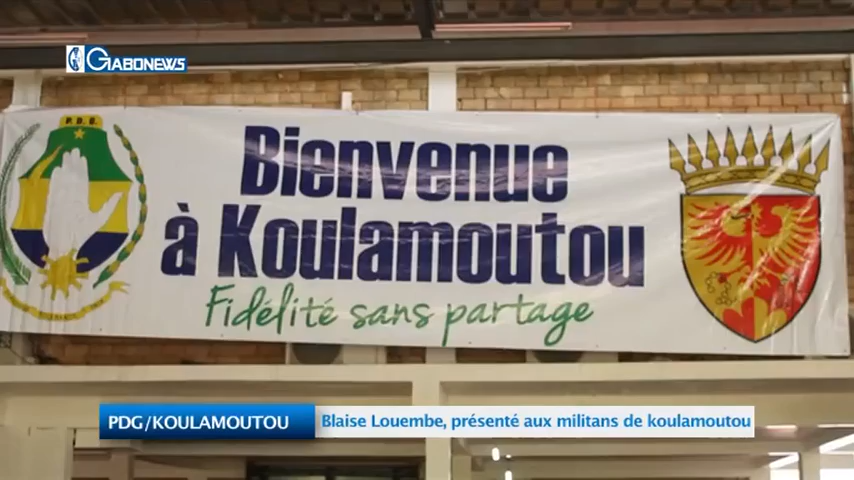 GABONEWS
P.D.G.
Bienvenue
à Koulamoutou
Fidélité sans partage
PDG/KOULAMOUTOU
Blaise Louembe, présenté aux militans de koulamoutou